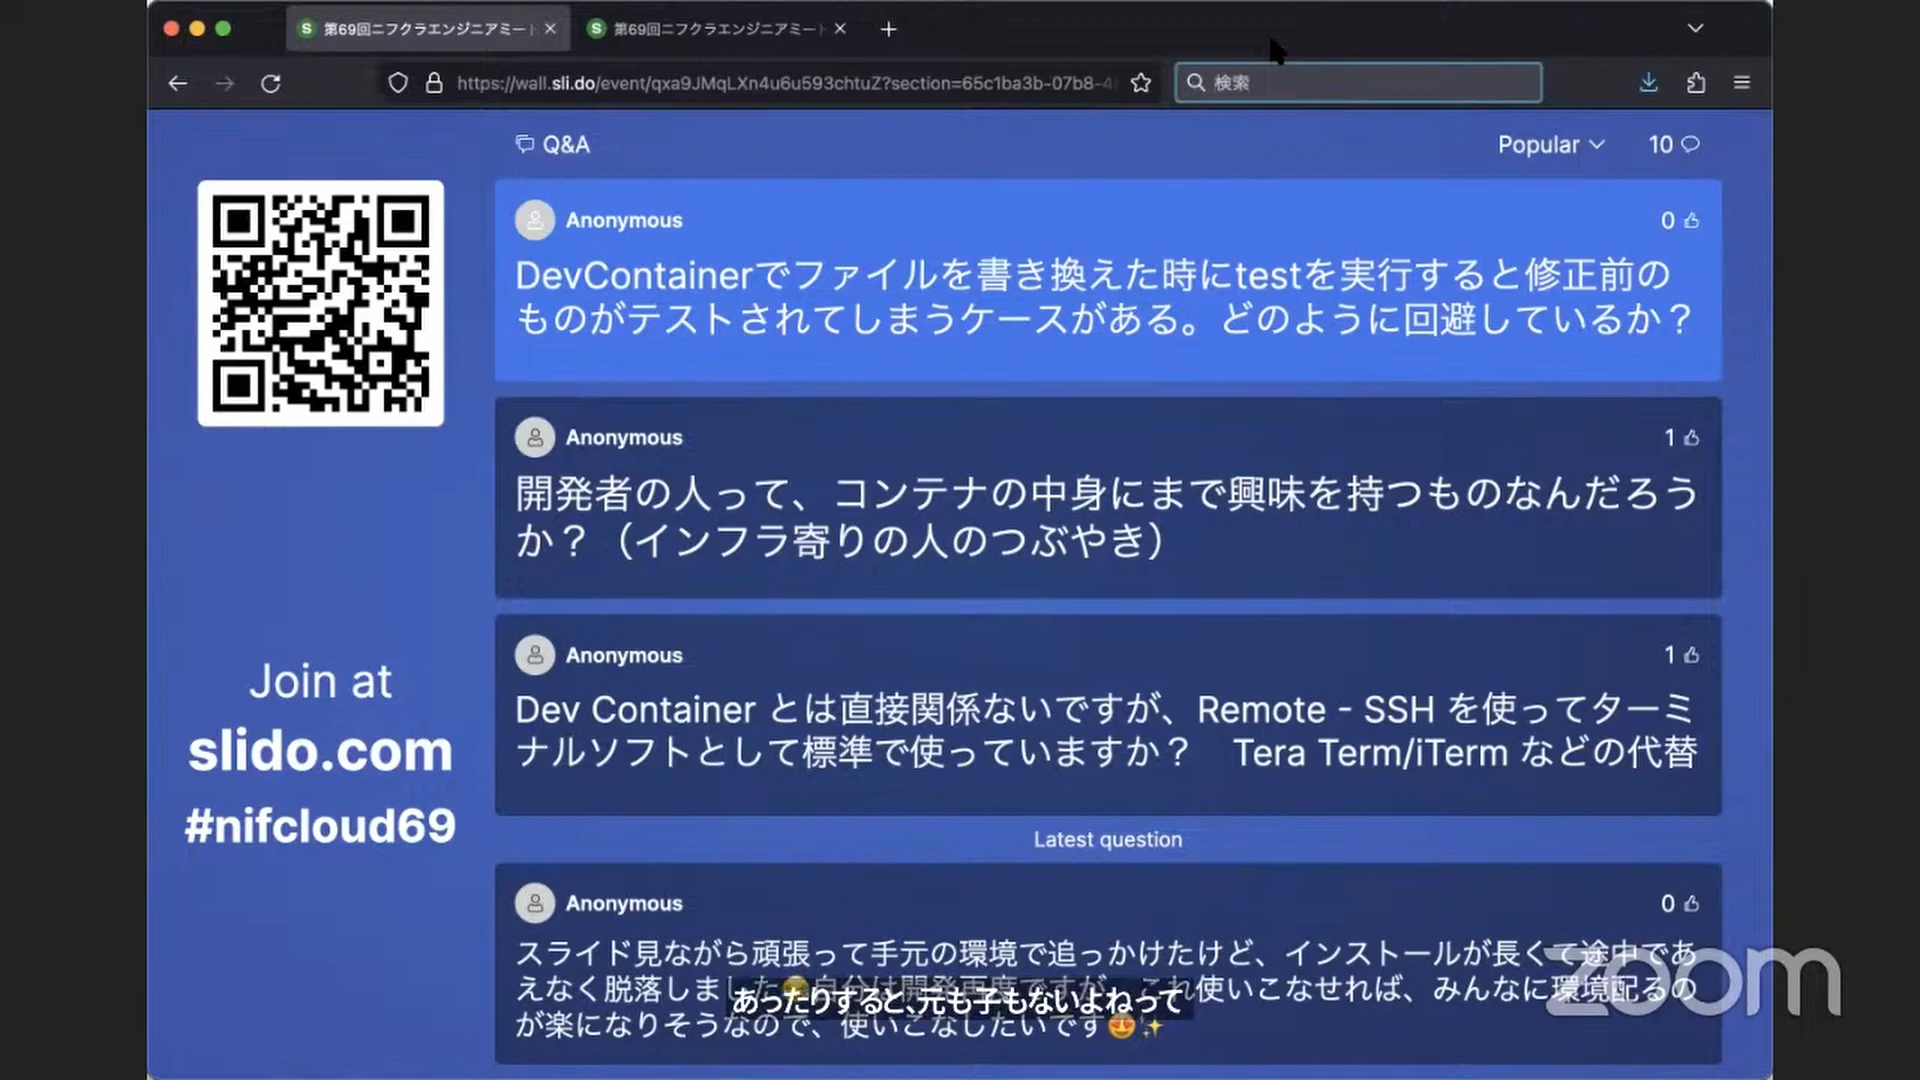 第69回ニフクラエンジニアミート
第69回ニフクラエンジニアミート
https://wall.sli.do/event/qxa9JMqLXn4u6u593chtuZ?section=65c1ba3b-07b8-4
検索
Q&A
Popular
10
Anonymous
0
DevContainerでファイルを書き換えた時にtestを実行すると修正前の
ものがテストされてしまうケースがある。どのように回避しているか？
Anonymous
1
開発者の人って、コンテナの中身にまで興味を持つものなんだろう
か？（インフラ寄りの人のつぶやき）
Anonymous
1
Dev Container とは直接関係ないですが、Remote - SSH を使ってターミ
ナルソフトとして標準で使っていますか？　Tera Term/iTerm などの代替
Join at
slido.com
#nifcloud69
Latest question
Anonymous
0
スライド見ながら頑張って手元の環境で追っかけたけど、インストールが長くて途中であ
えなく脱落しました😂自分は開発再度ですが、これ使いこなせれば、みんなに環境配るの
が楽になりそうなので、使いこなしたいです😍✨
あったりすると、元も子もないよねって
zoom